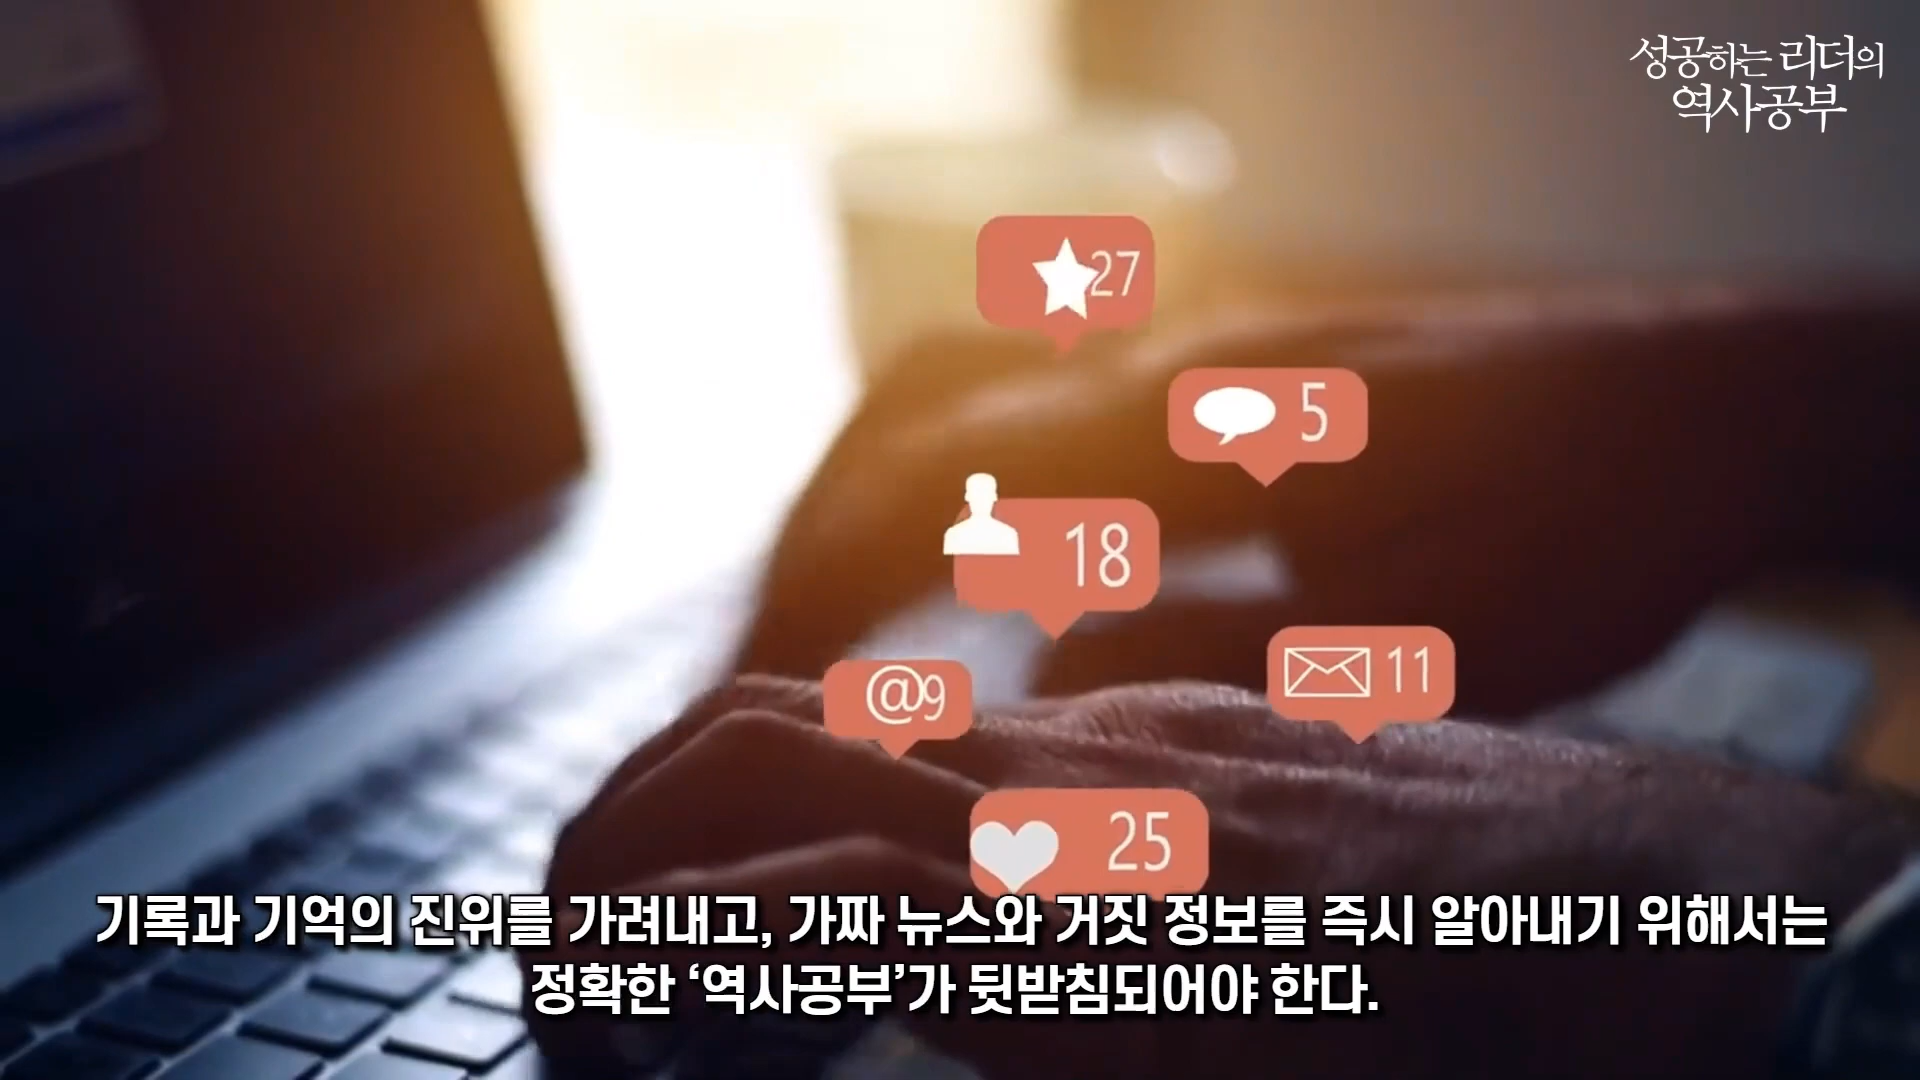 성공하는 리더의
역사공부
27
5
18
@9
11
25
기록과 기억의 진위를 가려내고, 가짜 뉴스와 거짓 정보를 즉시 알아내기 위해서는
정확한 ‘역사공부’가 뒷받침되어야 한다.